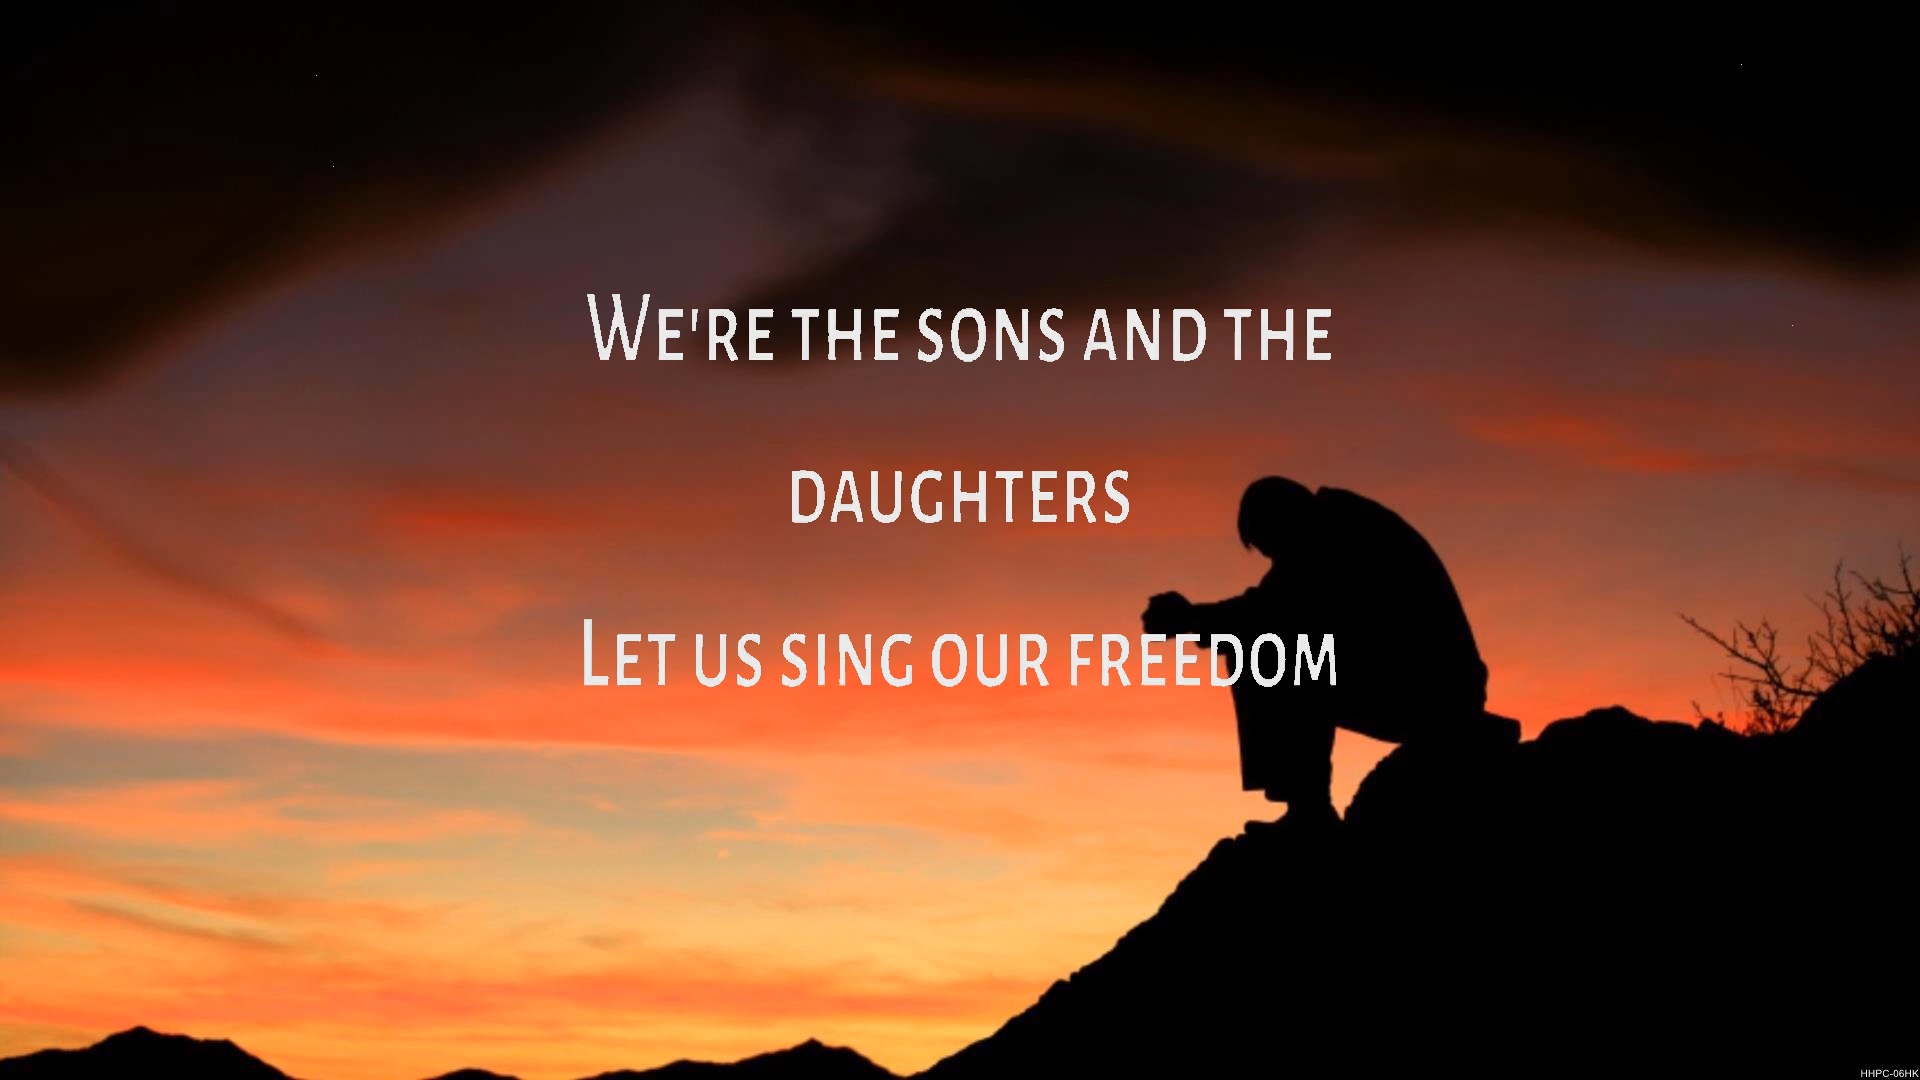 We're the sons and the
daughters
Let us sing our freedom
HHPC-06HK